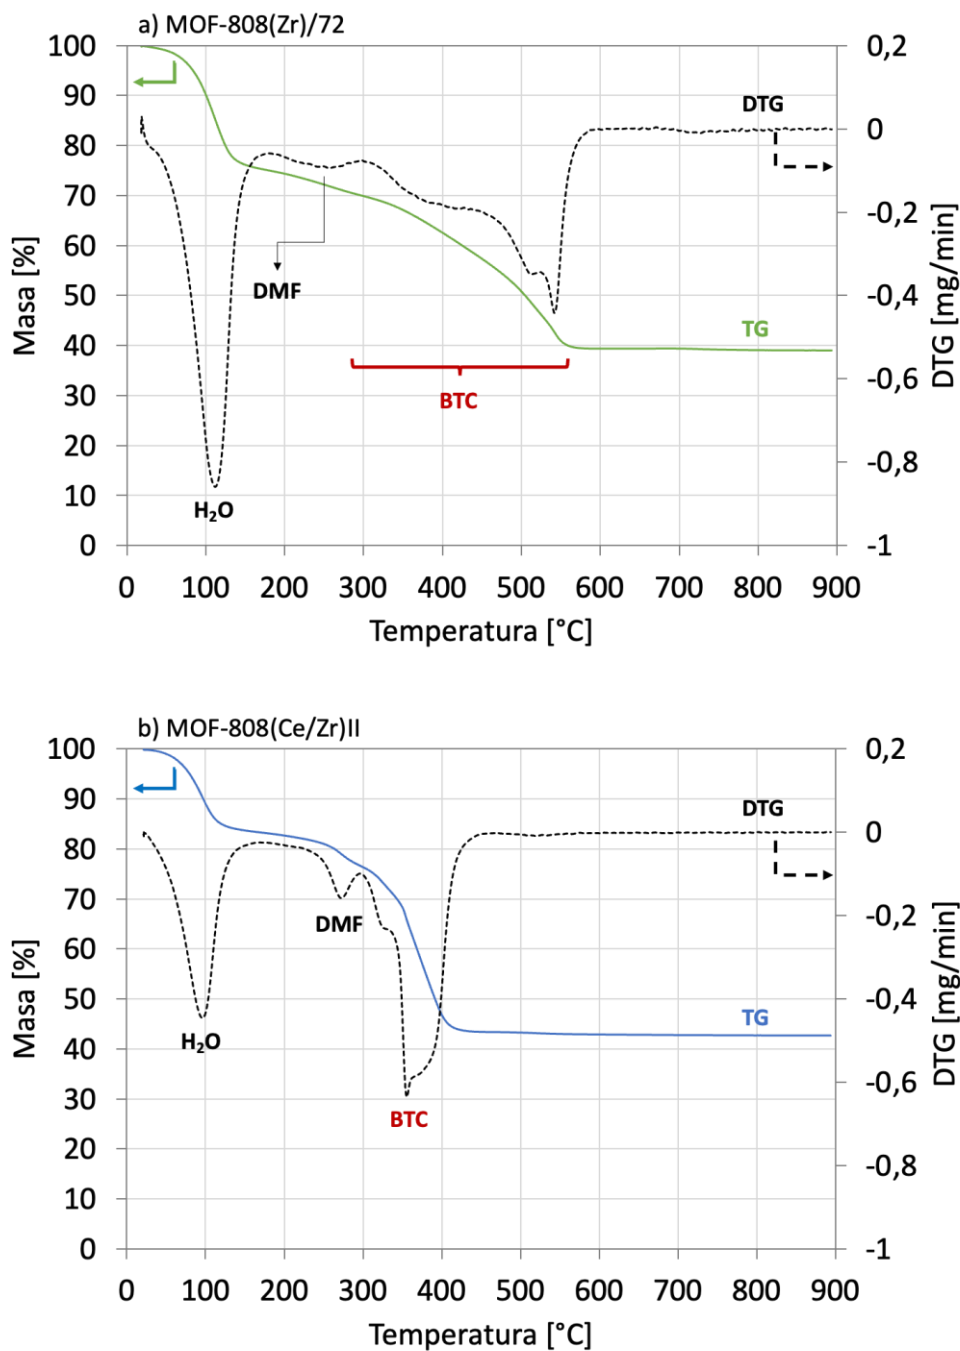 a) MOF-808(Zr)/72
100
90
80
70
60
50
40
30
20
10
0
Masa [%]
0,2
0
-0,2
-0,4
-0,6
-0,8
-1
DTG [mg/min]
DTG
DMF
TG
BTC
H₂O
0 100 200 300 400 500 600 700 800 900
Temperatura [°C]
b) MOF-808(Ce/Zr)II
100
90
80
70
60
50
40
30
20
10
0
Masa [%]
0,2
0
-0,2
-0,4
-0,6
-0,8
-1
DTG [mg/min]
DTG
DMF
TG
H₂O
BTC
0 100 200 300 400 500 600 700 800 900
Temperatura [°C]